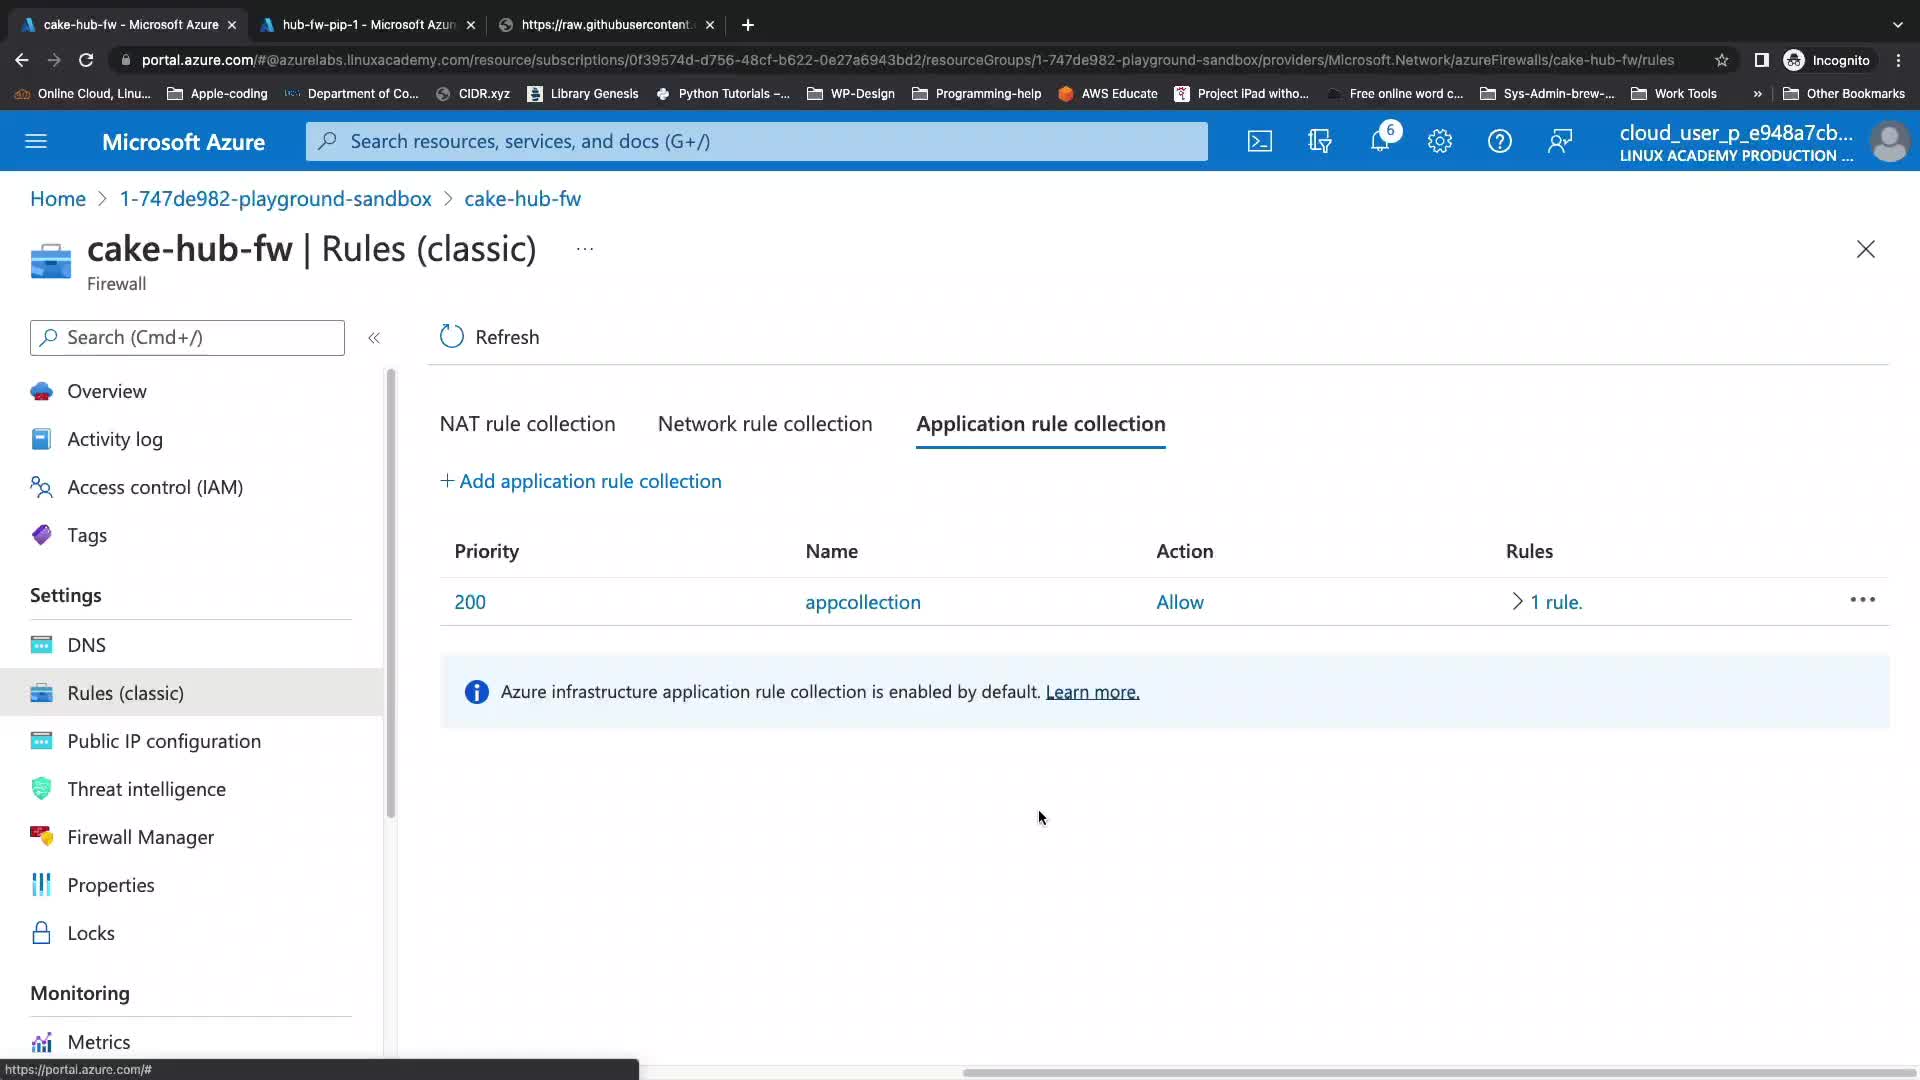 cake-hub-fw - Microsoft Azure
hub-fw-pip-1 - Microsoft Azur
https://raw.githubusercontent.
portal.azure.com/#@azurelabs.linuxacademy.com/resource/subscriptions/0f39574d-d756-48cf-b622-0e27a6943bd2/resourceGroups/1-747de982-playground-sandbox/providers/Microsoft.Network/azureFirewalls/cake-hub-fw/rules
Incognito
Online Cloud, Linu...
Apple-coding
Department of Co...
CIDR.xyz
Library Genesis
Python Tutorials –...
WP-Design
Programming-help
AWS Educate
Project iPad witho...
Free online word c...
Sys-Admin-brew-...
Work Tools
»
Other Bookmarks
Microsoft Azure
Search resources, services, and docs (G+/)
6
cloud_user_p_e948a7cb...
LINUX ACADEMY PRODUCTION ...
Home > 1-747de982-playground-sandbox > cake-hub-fw
cake-hub-fw | Rules (classic) ...
Firewall
Search (Cmd+/)
«
Refresh
Overview
Activity log
Access control (IAM)
Tags
Settings
DNS
Rules (classic)
Public IP configuration
Threat intelligence
Firewall Manager
Properties
Locks
Monitoring
Metrics
NAT rule collection
Network rule collection
Application rule collection
+ Add application rule collection
Priority Name Action Rules
200 appcollection Allow > 1 rule. ...
Azure infrastructure application rule collection is enabled by default. Learn more.
https://portal.azure.com/#